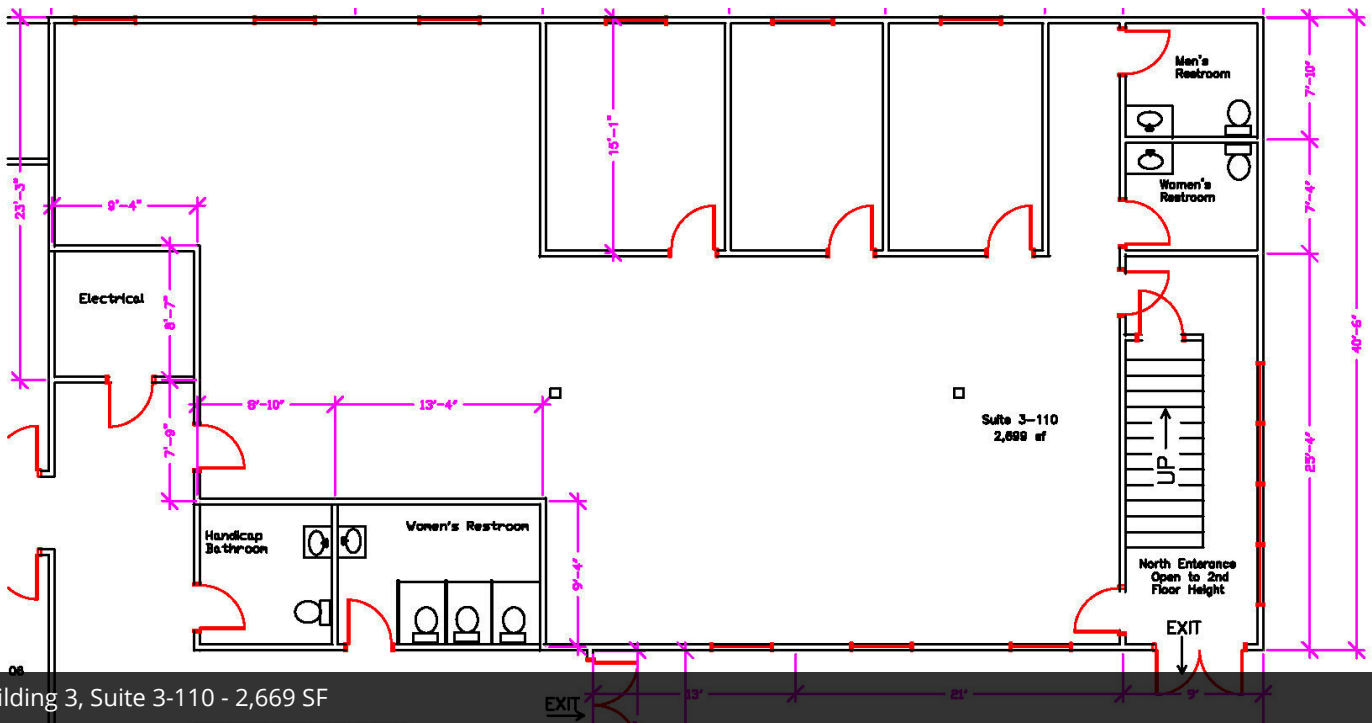 Men's
Restroom
7'-10"
15'-1"
23'-3"
9'-4"
Women's
Restroom
7'-4"
Electrical
8'-7"
40'-6"
8'-10"
13'-4"
Suite 3-110
2,699 sf
7'-9"
25'-4"
UP
Handicap
Bathroom
Women's Restroom
9'-4"
North Enterance
Open to 2nd
Floor Height
EXIT
06
ilding 3, Suite 3-110 - 2,669 SF
EXIT
13'
21'
9'